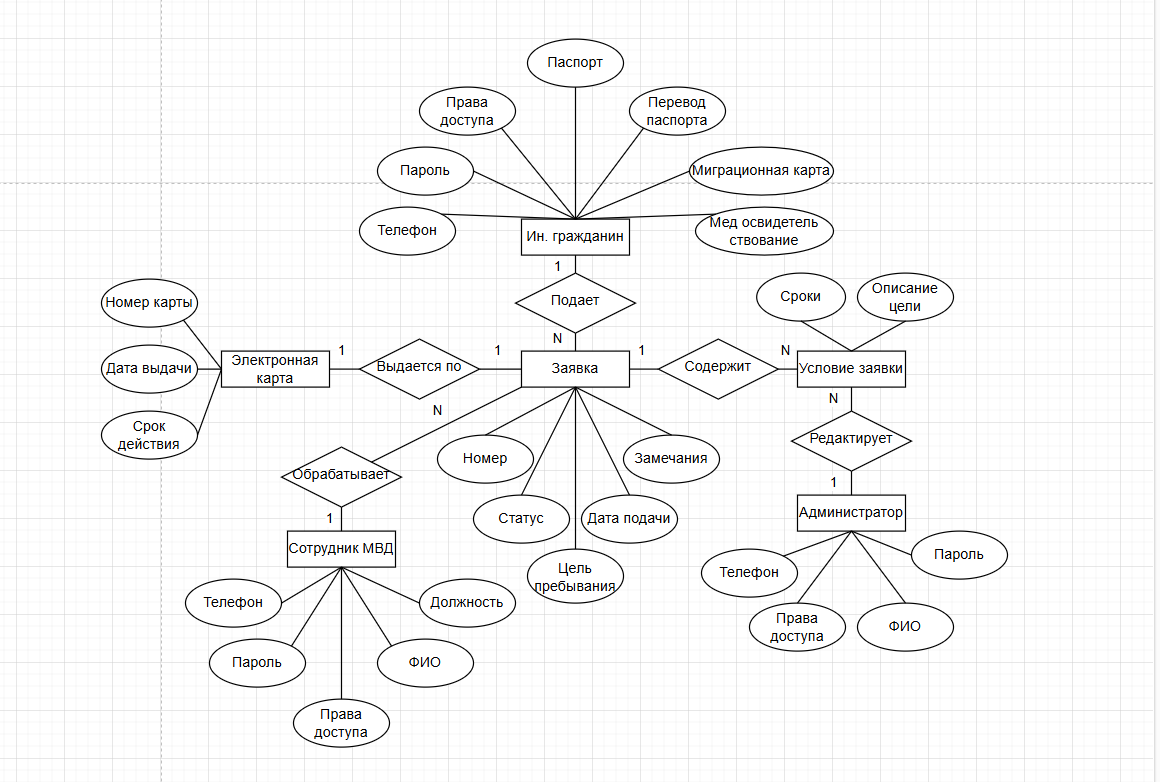 Паспорт
Права
доступа
Перевод
паспорта
Пароль
Миграционная карта
Телефон
Мед освидетель
ствование
Ин. гражданин
1
Подает
N
Номер карты
Дата выдачи
Срок
действия
Электронная
карта
1
Выдается по
1
Заявка
1
Содержит
N
Условие заявки
Сроки
Описание
цели
N
Редактирует
1
Администратор
Телефон
Права
доступа
ФИО
Пароль
N
Обрабатывает
1
Сотрудник МВД
Номер
Статус
Цель
пребывания
Дата подачи
Замечания
Телефон
Пароль
Права
доступа
ФИО
Должность